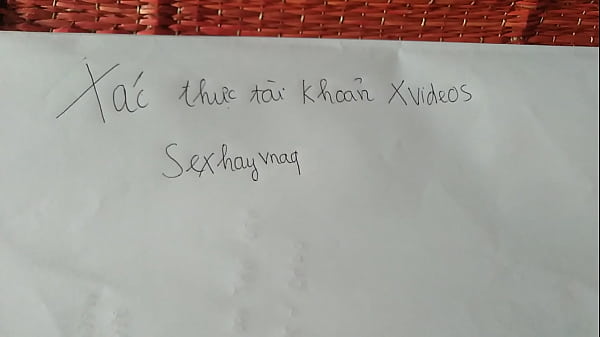 Xác thực tài khoản Xvideos
Sexhayvnaq